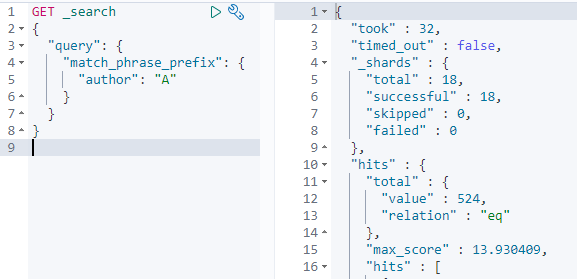 1 GET _search
2 {
3 "query": {
4 "match_phrase_prefix": {
5 "author": "A"
6 }
7 }
8 }
9
1 {
2 "took" : 32,
3 "timed_out" : false,
4 "_shards" : {
5 "total" : 18,
6 "successful" : 18,
7 "skipped" : 0,
8 "failed" : 0
9 },
10 "hits" : {
11 "total" : {
12 "value" : 524,
13 "relation" : "eq"
14 },
15 "max_score" : 13.930409,
16 "hits" : [